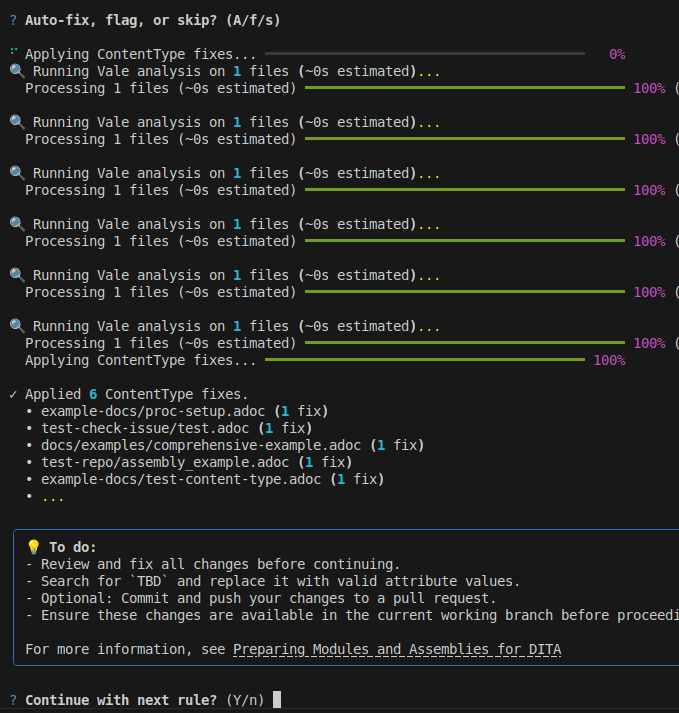 ? Auto-fix, flag, or skip? (A/f/s)
Applying ContentType fixes... 0%
🔍 Running Vale analysis on 1 files (~0s estimated)...
Processing 1 files (~0s estimated) 100% (
🔍 Running Vale analysis on 1 files (~0s estimated)...
Processing 1 files (~0s estimated) 100% (
🔍 Running Vale analysis on 1 files (~0s estimated)...
Processing 1 files (~0s estimated) 100% (
🔍 Running Vale analysis on 1 files (~0s estimated)...
Processing 1 files (~0s estimated) 100% (
🔍 Running Vale analysis on 1 files (~0s estimated)...
Processing 1 files (~0s estimated) 100% (
🔍 Running Vale analysis on 1 files (~0s estimated)...
Processing 1 files (~0s estimated) 100% (
Applying ContentType fixes... 100%
✓ Applied 6 ContentType fixes.
• example-docs/proc-setup.adoc (1 fix)
• test-check-issue/test.adoc (1 fix)
• docs/examples/comprehensive-example.adoc (1 fix)
• test-repo/assembly_example.adoc (1 fix)
• example-docs/test-content-type.adoc (1 fix)
• ...
💡 To do:
- Review and fix all changes before continuing.
- Search for `TBD` and replace it with valid attribute values.
- Optional: Commit and push your changes to a pull request.
- Ensure these changes are available in the current working branch before proceedi
For more information, see Preparing Modules and Assemblies for DITA
? Continue with next rule? (Y/n)